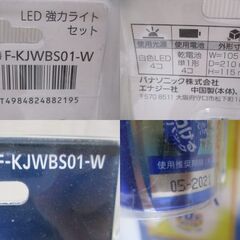 LED 強力ライト
セット
F-KJWBS01-W
T4984824882195
使用光源
使用電池
外形寸
白色LED
4コ
乾電池
単1形
4コ
W=105
D=210
H=115
パナソニック株式会社
エナジー社
中国製(本体)
〒570-8511 大阪府守口市松下町
F-KJWBS01-W
使用推奨期限
05-2021